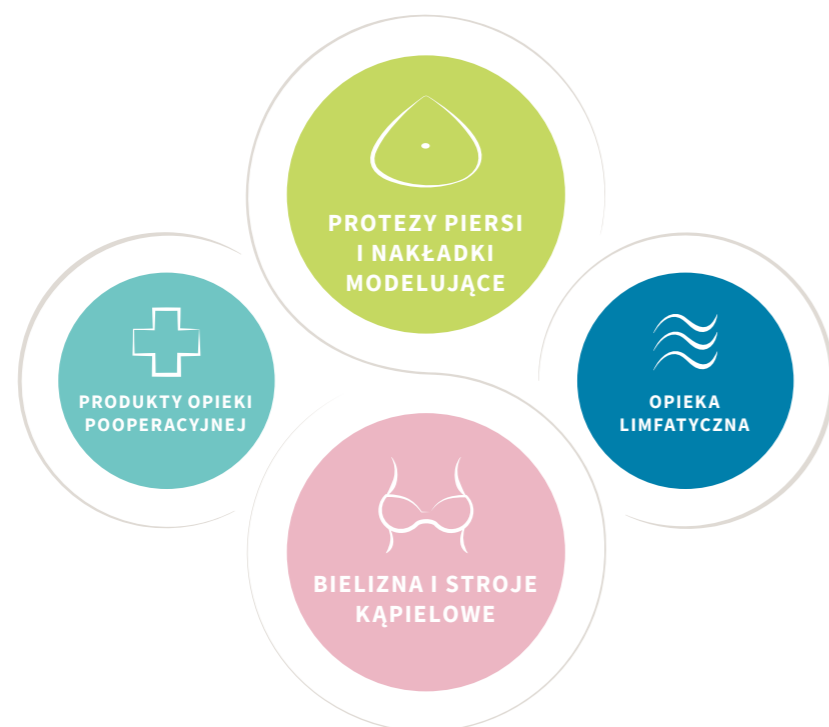 PROTEZY PIERSI
I NAKŁADKI
MODELUJĄCE
PRODUKTY OPIEKI
POOPERACYJNEJ
OPIEKA
LIMFATYCZNA
BIELIZNA I STROJE
KĄPIELOWE